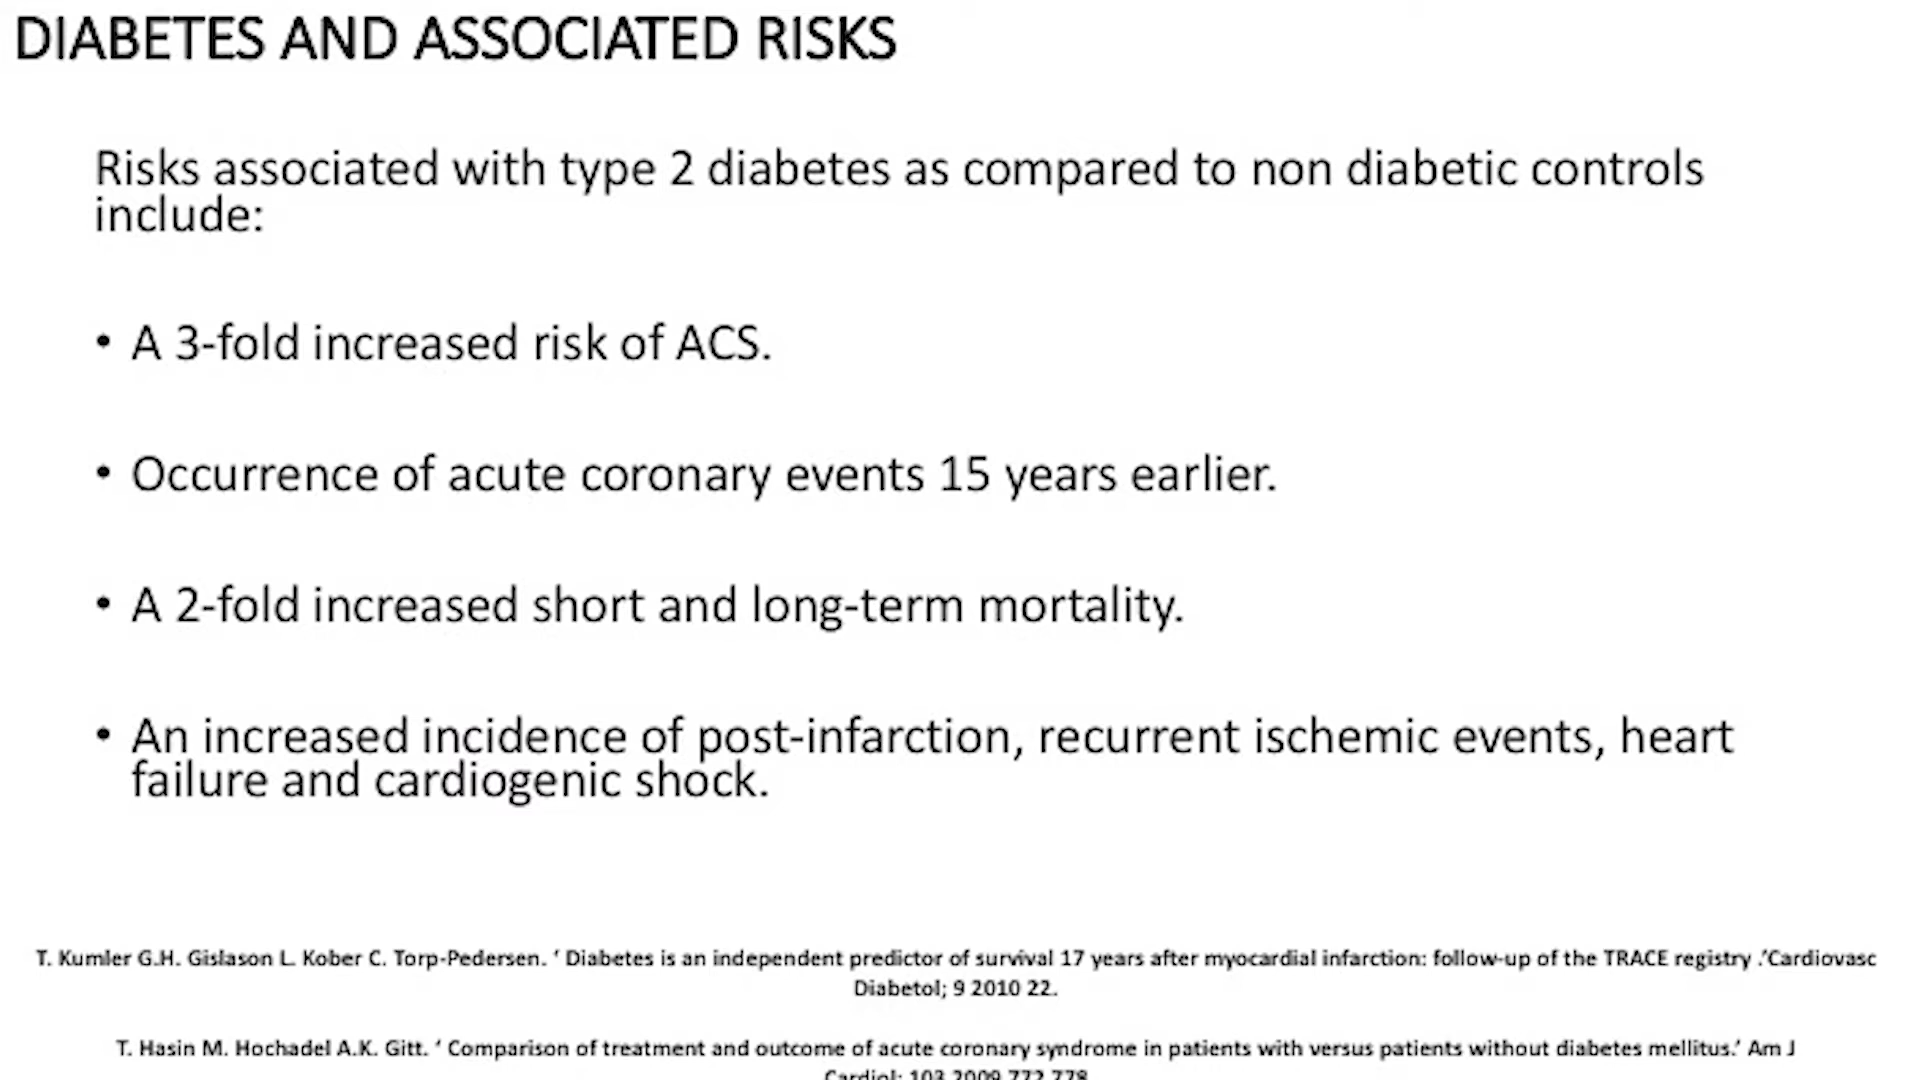 DIABETES AND ASSOCIATED RISKS
Risks associated with type 2 diabetes as compared to non diabetic controls
include:
• A 3-fold increased risk of ACS.
• Occurrence of acute coronary events 15 years earlier.
• A 2-fold increased short and long-term mortality.
• An increased incidence of post-infarction, recurrent ischemic events, heart
failure and cardiogenic shock.
T. Kumler G.H. Gislason L. Kober C. Torp-Pedersen. ‘ Diabetes is an independent predictor of survival 17 years after myocardial infarction: follow-up of the TRACE registry .’Cardiovasc
Diabetol; 9 2010 22.
T. Hasin M. Hochadel A.K. Gitt. ‘ Comparison of treatment and outcome of acute coronary syndrome in patients with versus patients without diabetes mellitus.’ Am J
Cardiol; 103 2009 772 778